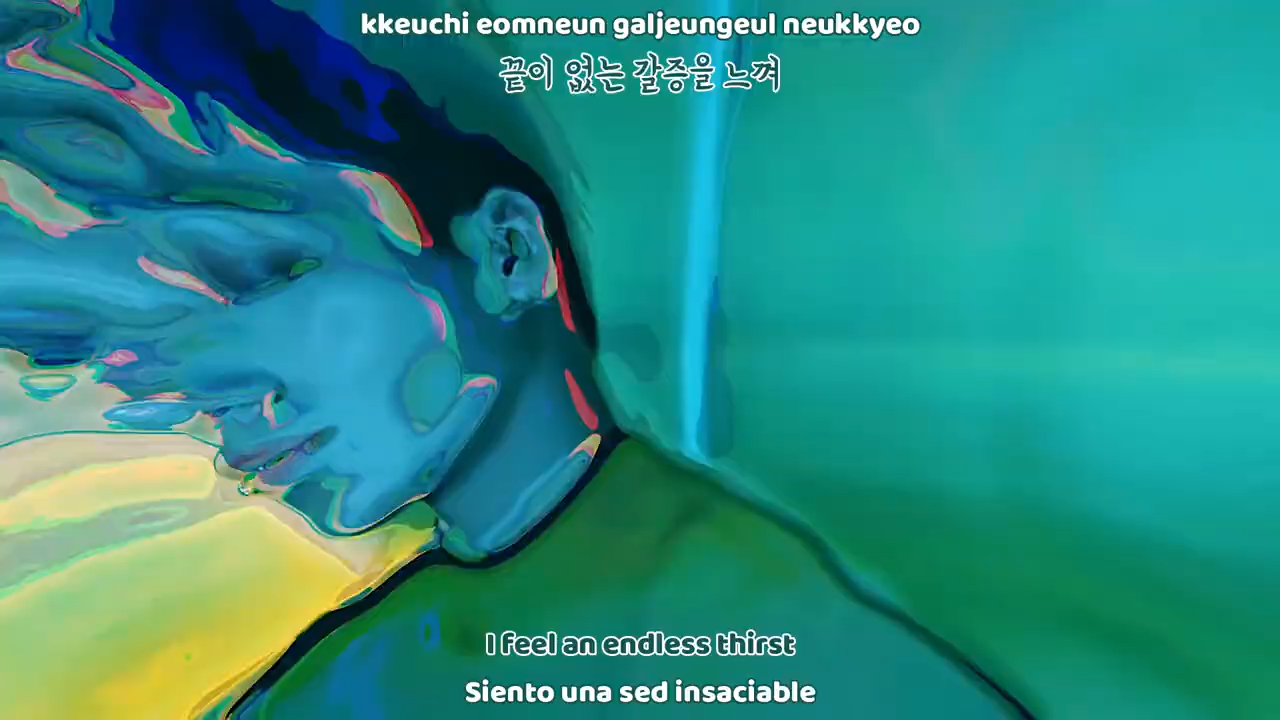 kkeuchi eomneun galjeungeul neukkyeo
끝이 없는 갈증을 느껴
I feel an endless thirst
Siento una sed insaciable